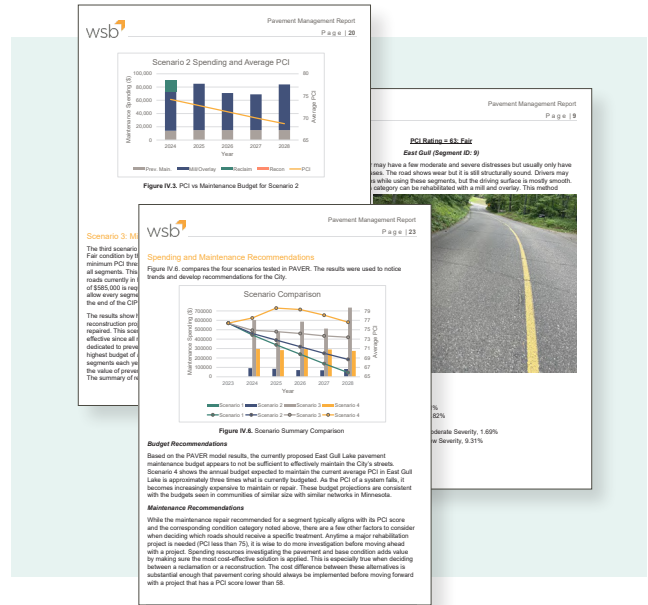 wsb
Pavement Management Report
Page | 20
Scenario 2 Spending and Average PCI
Maintenance Spending ($)
100,000
80,000
60,000
40,000
20,000
0
80
75
70
65
Average PCI
2024 2025 2026 2027 2028
Year
Prev. Main. Mill/Overlay Reclaim Recon PCI
Figure IV.3. PCI vs Maintenance Budget for Scenario 2
Scenario 3: Mi
The third scenario
Fair condition by th
minimum PCI thre
all segments. This
roads currently in
of $585,000 is req
allow every segme
the end of the CIP
The results show t
reconstruction proj
repaired. This scen
effective since all s
dedicated to preve
highest budget of a
segments each ye
the value of preve
The summary of re
Pavement Management Report
Page | 9
PCI Rating = 63: Fair
East Gull (Segment ID: 9)
may have a few moderate and severe distresses but usually only have
ses. The road shows wear but it is still structurally sound. Drivers may
s while using these segments, but the driving surface is mostly smooth.
category can be rehabilitated with a mill and overlay. This method
%
82%
oderate Severity, 1.69%
w Severity, 9.31%
wsb
Pavement Management Report
Page | 23
Spending and Maintenance Recommendations
Figure IV.6. compares the four scenarios tested in PAVER. The results were used to notice
trends and develop recommendations for the City.
Scenario Comparison
Maintenance Spending ($)
700000
600000
500000
400000
300000
200000
100000
0
79
77
75
73
71
69
67
65
Average PCI
2023 2024 2025 2026 2027 2028
Year
Scenario 1 Scenario 2 Scenario 3 Scenario 4
Scenario 1 Scenario 2 Scenario 3 Scenario 4
Figure IV.6. Scenario Summary Comparison
Budget Recommendations
Based on the PAVER model results, the currently proposed East Gull Lake pavement
maintenance budget appears to not be sufficient to effectively maintain the City's streets.
Scenario 4 shows the annual budget expected to maintain the current average PCI in East Gull
Lake is approximately three times what is currently budgeted. As the PCI of a system falls, it
becomes increasingly expensive to maintain or repair. These budget projections are consistent
with the budgets seen in communities of similar size with similar networks in Minnesota.
Maintenance Recommendations
While the maintenance repair recommended for a segment typically aligns with its PCI score
and the corresponding condition category noted above, there are a few other factors to consider
when deciding which roads should receive a specific treatment. Anytime a major rehabilitation
project is needed (PCI less than 75), it is wise to do more investigation before moving ahead
with a project. Spending resources investigating the pavement and base condition adds value
by making sure the most cost-effective solution is applied. This is especially true when deciding
between a reclamation or a reconstruction. The cost difference between these alternatives is
substantial enough that pavement coring should always be implemented before moving forward
with a project that has a PCI score lower than 58.